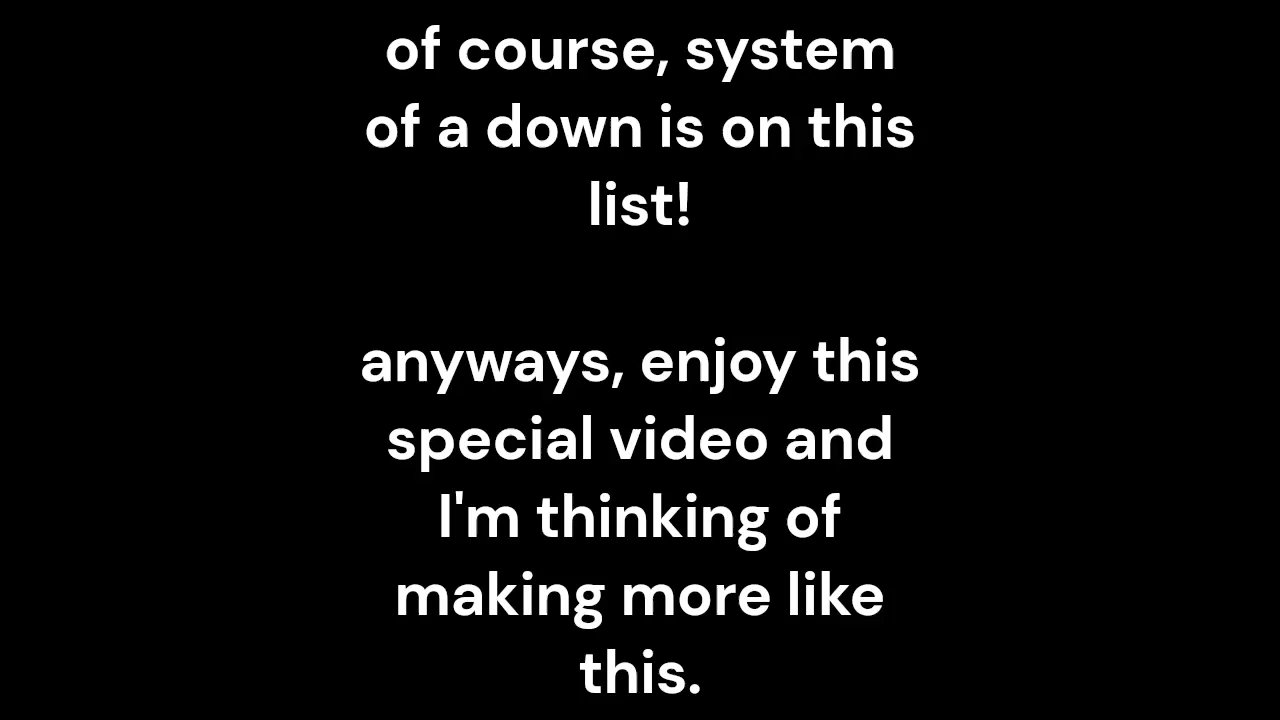 of course, system
of a down is on this
list!
anyways, enjoy this
special video and
I'm thinking of
making more like
this.